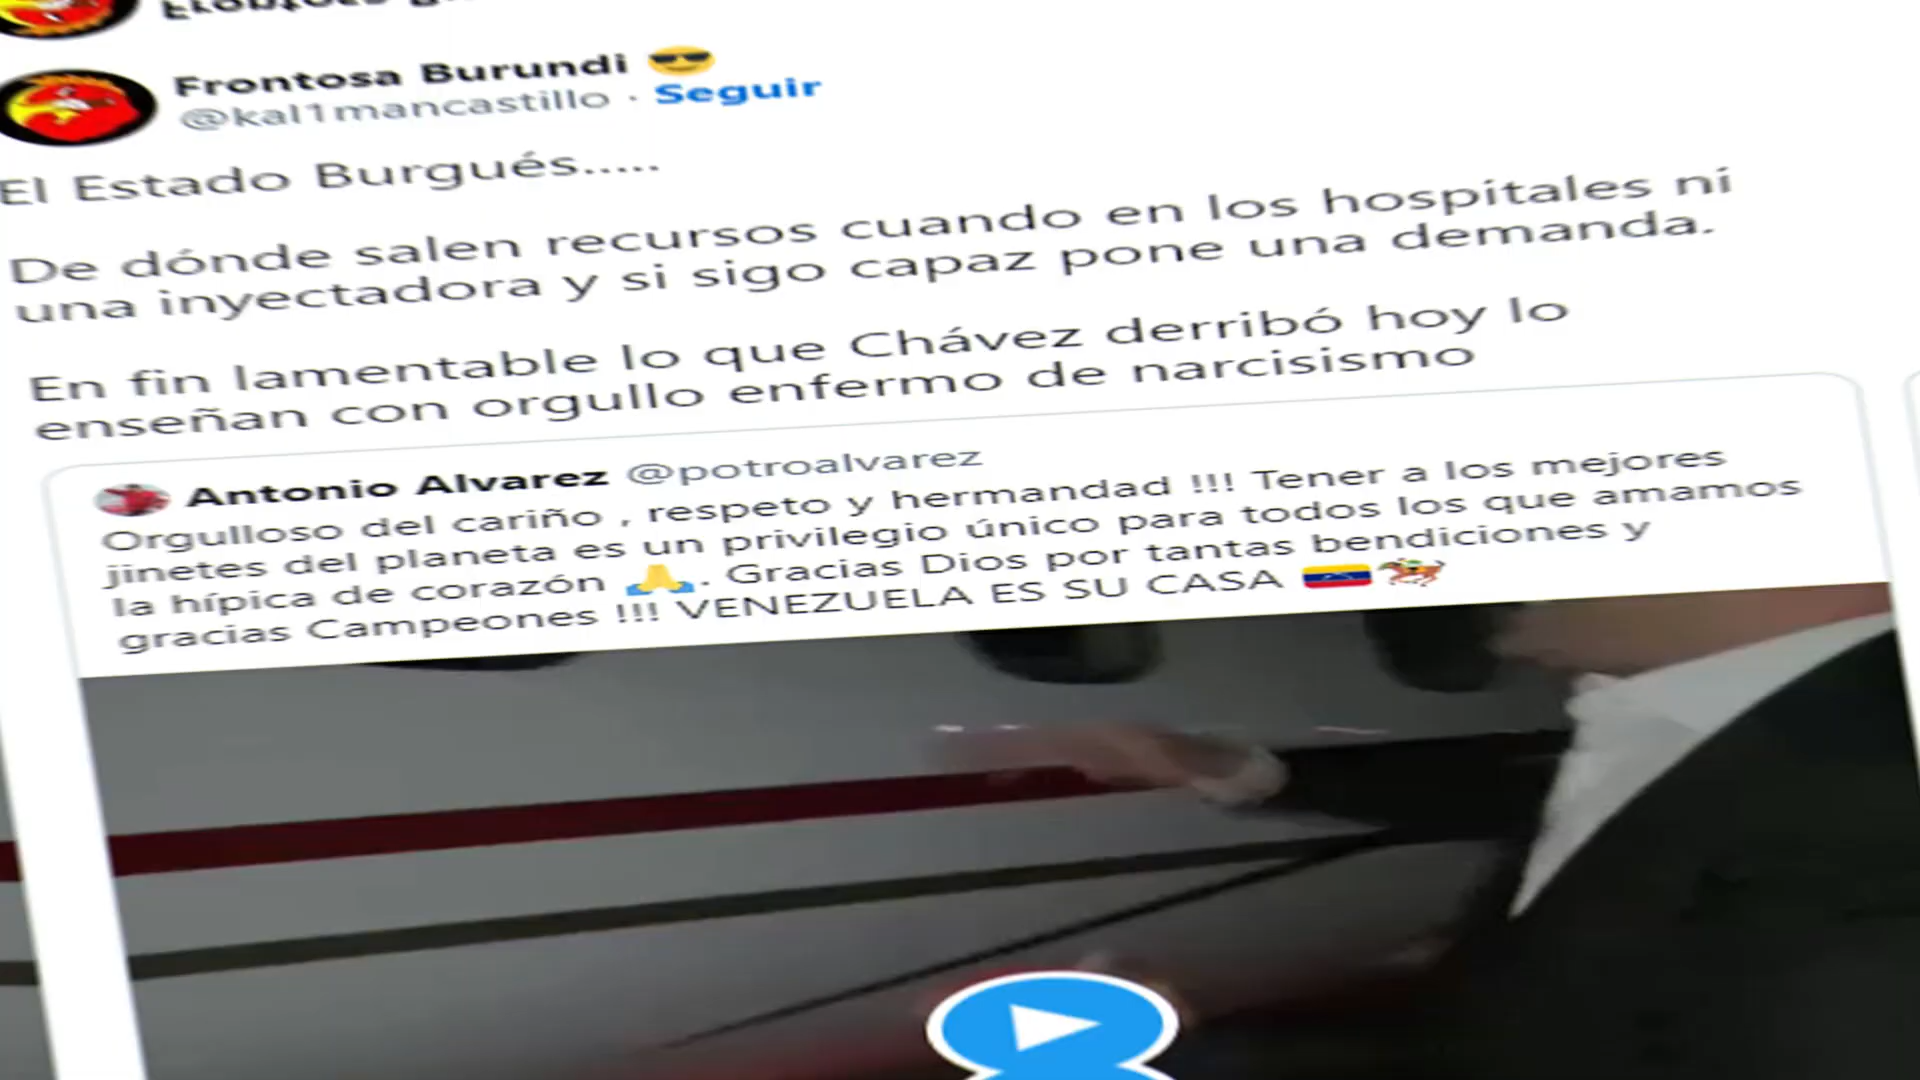 Frontosa Burundi 😎
@kal1mancastillo · Seguir
El Estado Burgués.....
De dónde salen recursos cuando en los hospitales ni
una inyectadora y si sigo capaz pone una demanda.
En fin lamentable lo que Chávez derribó hoy lo
enseñan con orgullo enfermo de narcisismo
Antonio Alvarez @potroalvarez
Orgulloso del cariño , respeto y hermandad !!! Tener a los mejores
jinetes del planeta es un privilegio único para todos los que amamos
la hípica de corazón 🙏. Gracias Dios por tantas bendiciones y
gracias Campeones !!! VENEZUELA ES SU CASA 🇻🇪🏇